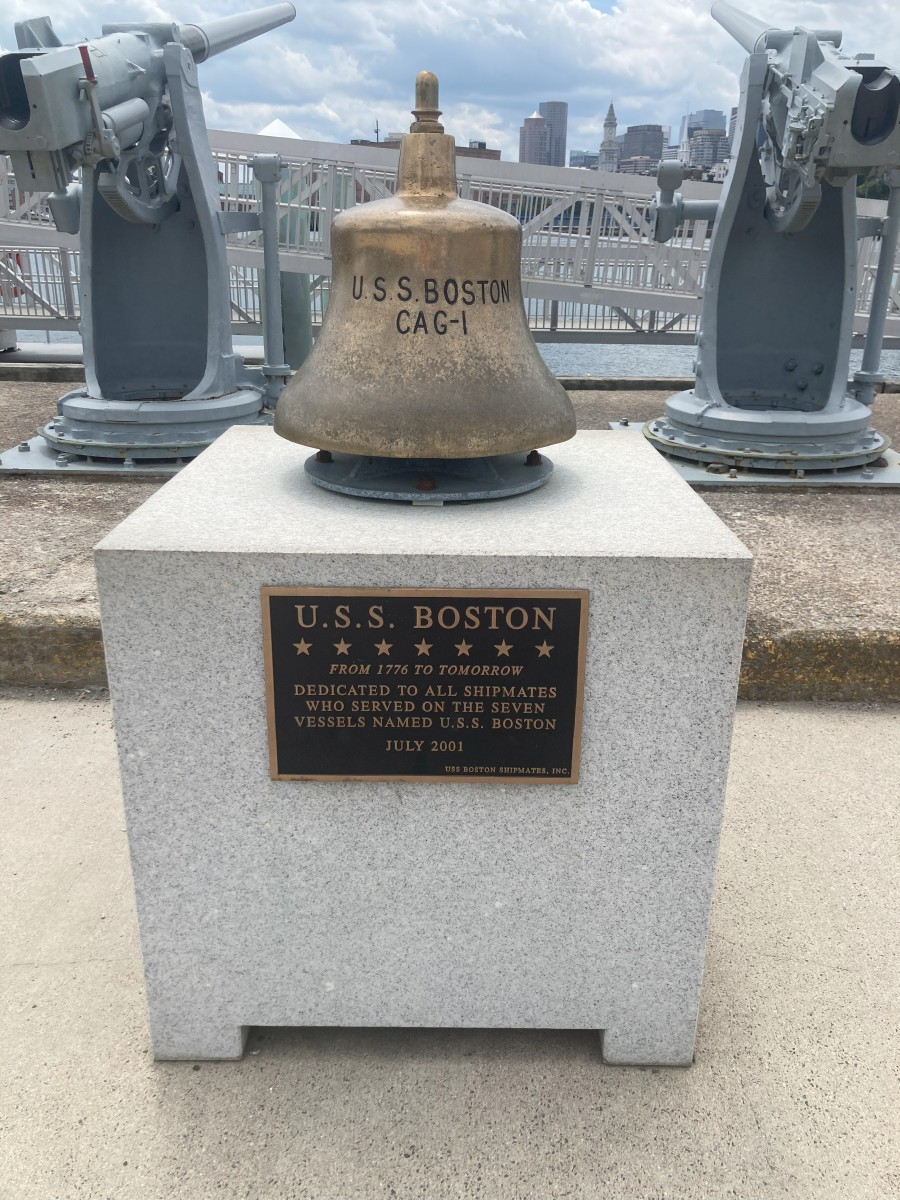 U.S.S. BOSTON
CAG-1
U.S.S. BOSTON
FROM 1776 TO TOMORROW
DEDICATED TO ALL SHIPMATES
WHO SERVED ON THE SEVEN
VESSELS NAMED U.S.S. BOSTON
JULY 2001
USS BOSTON SHIPMATES, INC.